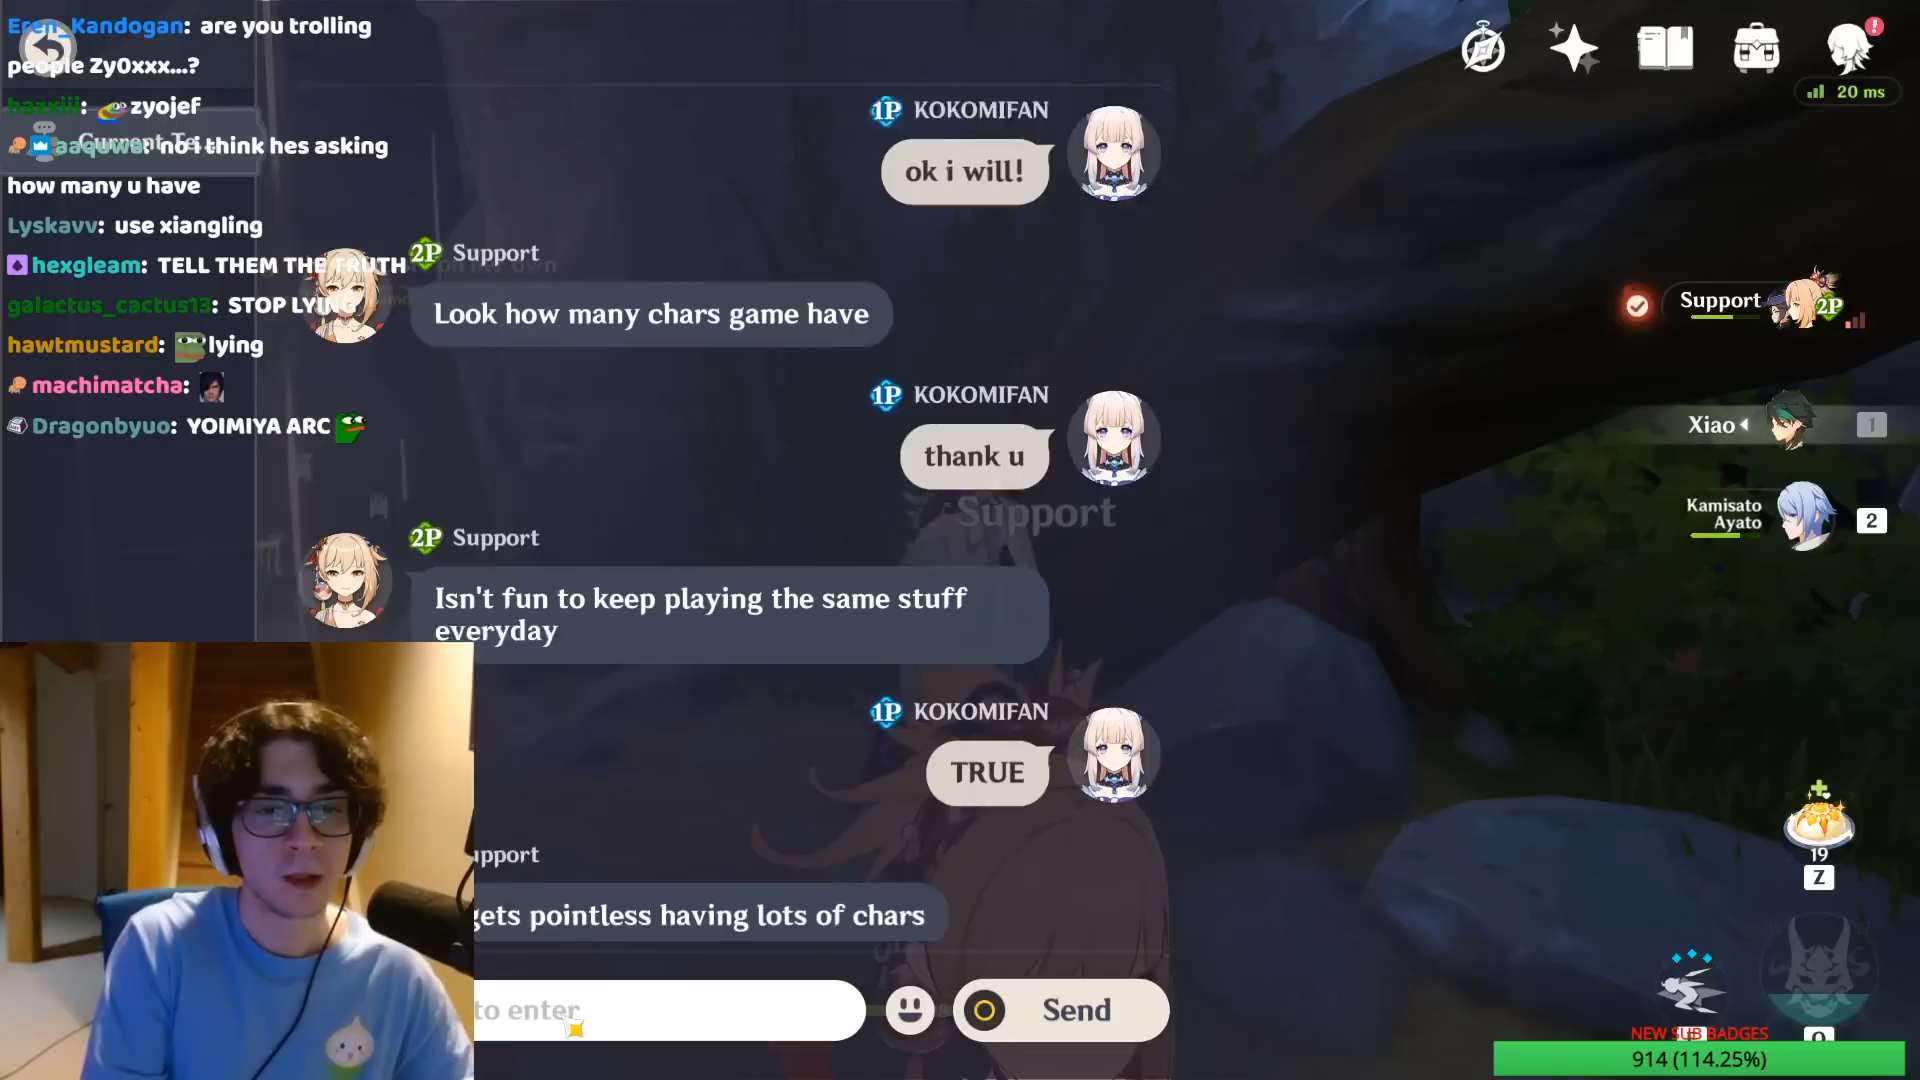 Eren_Kandogan: are you trolling
people Zy0xxx...?
hazxiii: zyojef
Current Te...
aaquwa: no i think hes asking
how many u have
Lyskavv: use xiangling
hexgleam: TELL THEM THE TRUTH
galactus_cactus13: STOP LYING
hawtmustard: lying
machimatcha:
Dragonbyuo: YOIMIYA ARC
1P KOKOMIFAN
ok i will!
2P Support
Look how many chars game have
1P KOKOMIFAN
thank u
Support
2P Support
Isn't fun to keep playing the same stuff
everyday
1P KOKOMIFAN
TRUE
upport
gets pointless having lots of chars
to enter
Send
20 ms
Support 2P
Xiao 1
Kamisato
Ayato 2
19
Z
NEW SUB BADGES
914 (114.25%)